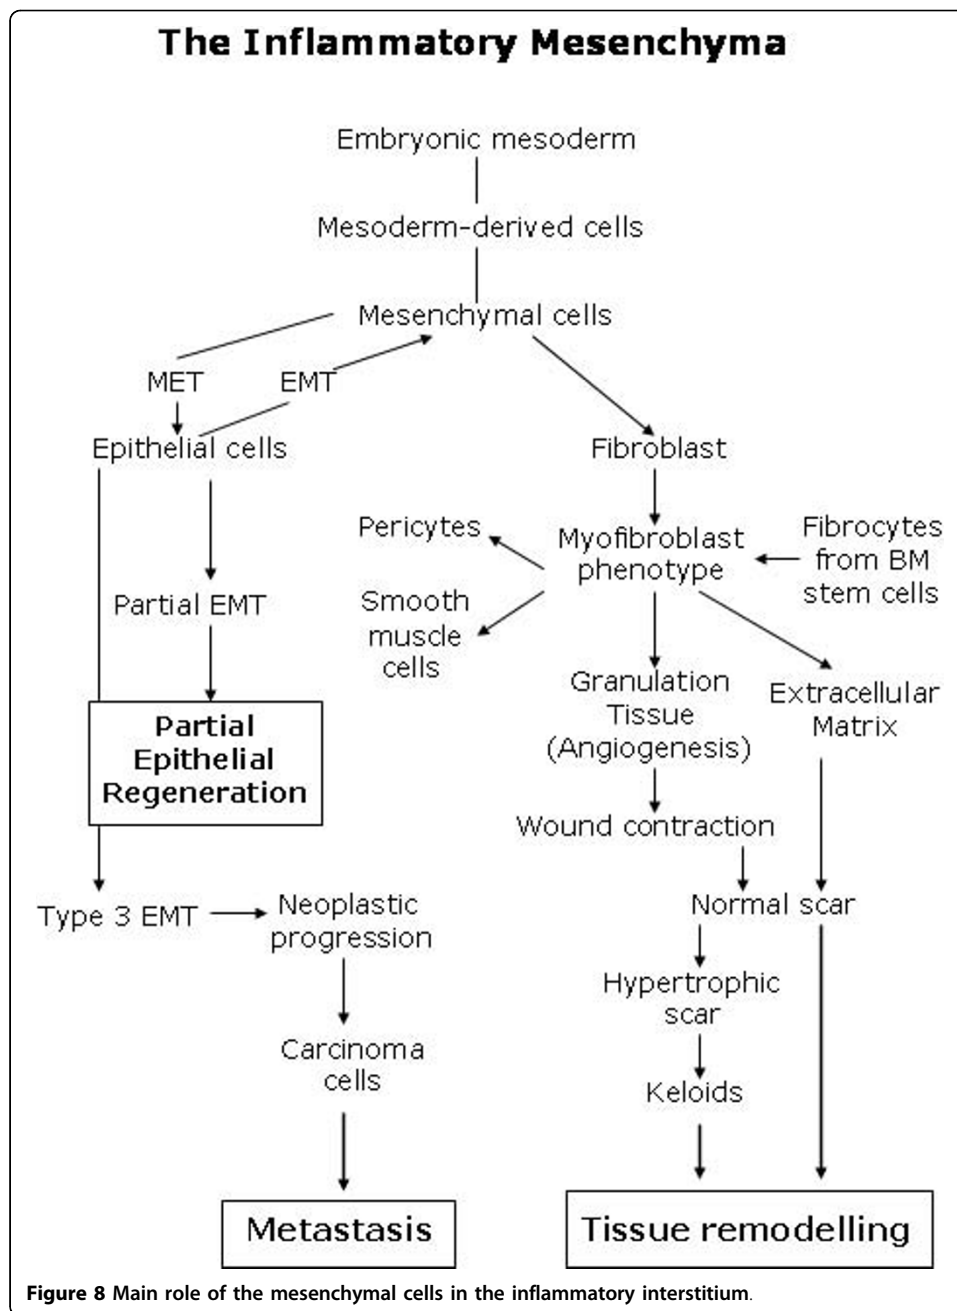 The Inflammatory Mesenchyma
Embryonic mesoderm
Mesoderm-derived cells
Mesenchymal cells
MET
EMT
Epithelial cells
Fibroblast
Pericytes
Myofibroblast
phenotype
Fibrocytes
from BM
stem cells
Partial EMT
Smooth
muscle
cells
Granulation
Tissue
(Angiogenesis)
Extracellular
Matrix
Partial
Epithelial
Regeneration
Wound contraction
Type 3 EMT
Neoplastic
progression
Normal scar
Hypertrophic
scar
Carcinoma
cells
Keloids
Metastasis
Tissue remodelling
Figure 8 Main role of the mesenchymal cells in the inflammatory interstitium.